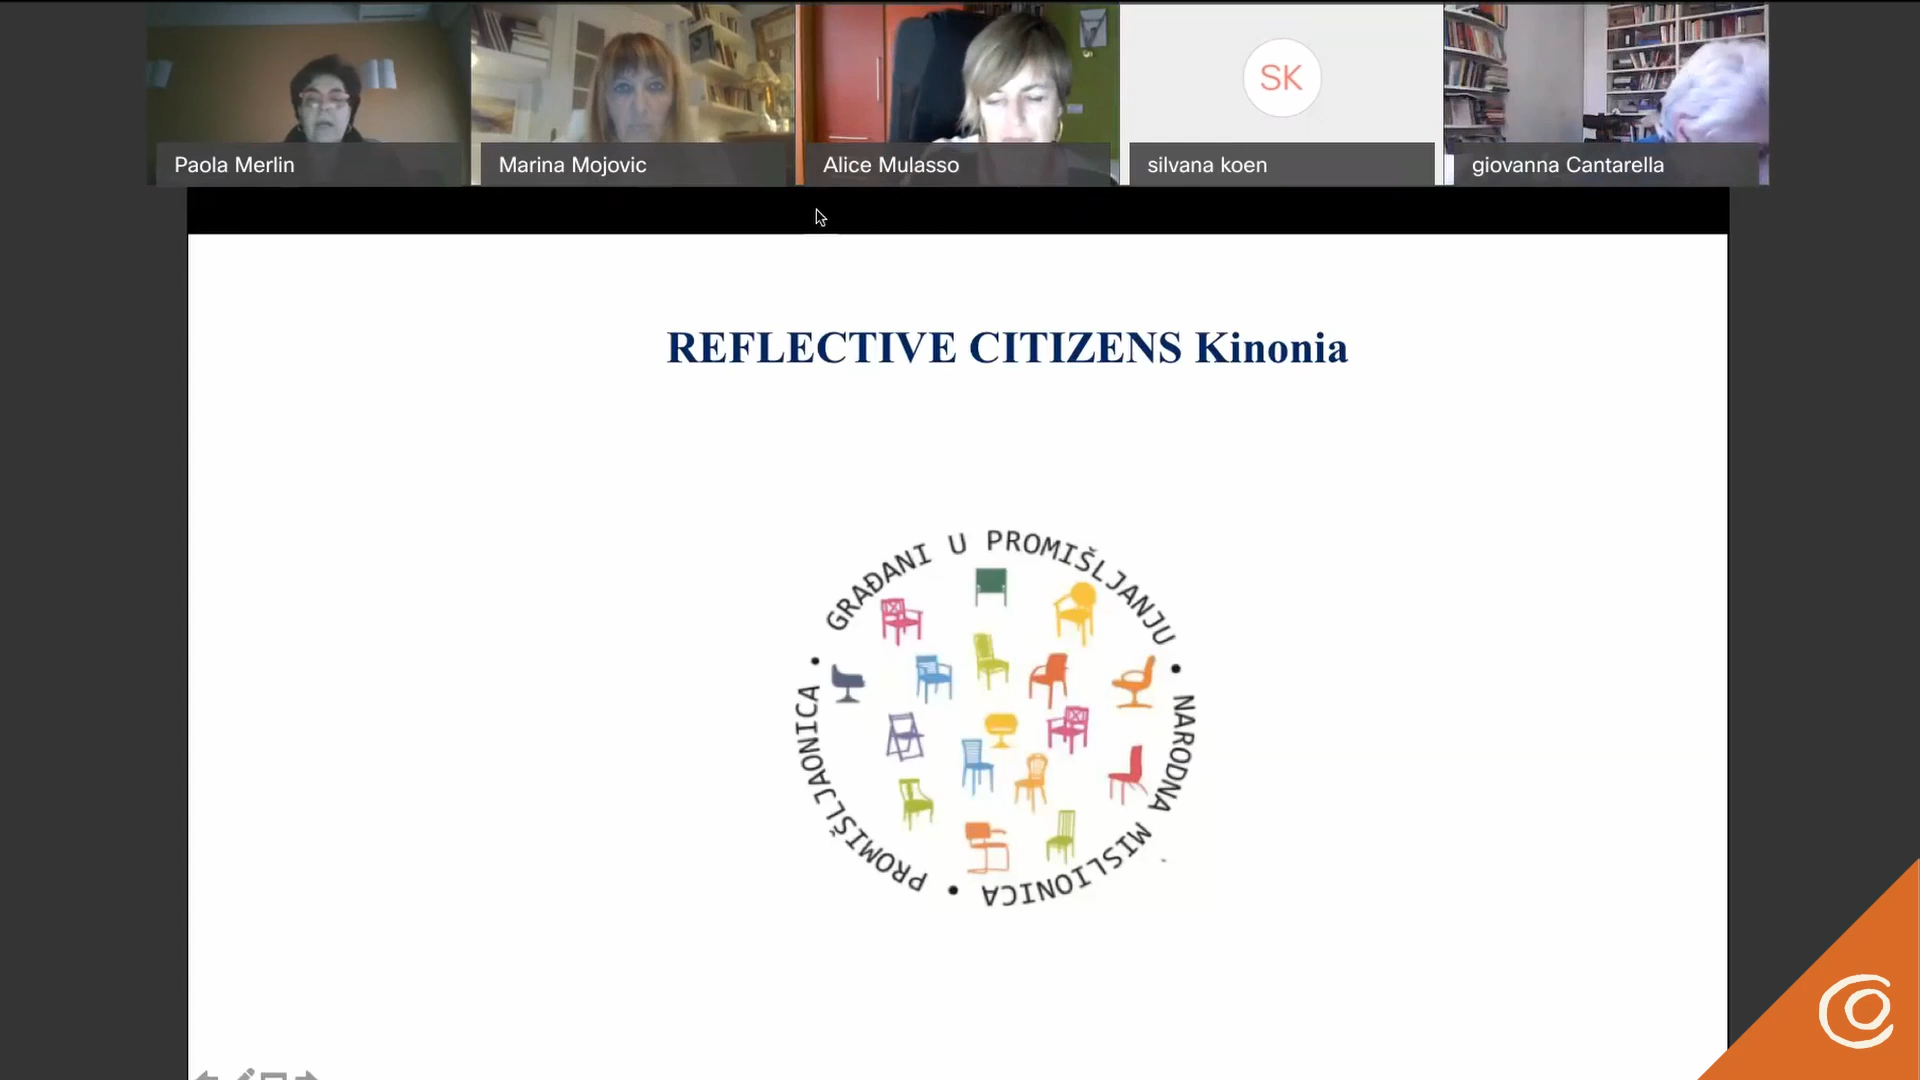 Paola Merlin
Marina Mojovic
Alice Mulasso
SK
silvana koen
giovanna Cantarella
REFLECTIVE CITIZENS Kinonia
GRAĐANI U PROMIŠLJANJU • NARODNA MISLIONICA • PROMIŠLJAONICA •